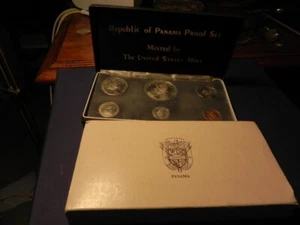 Republic of Panama Proof Set
Minted by
The United States Mint
PANAMA